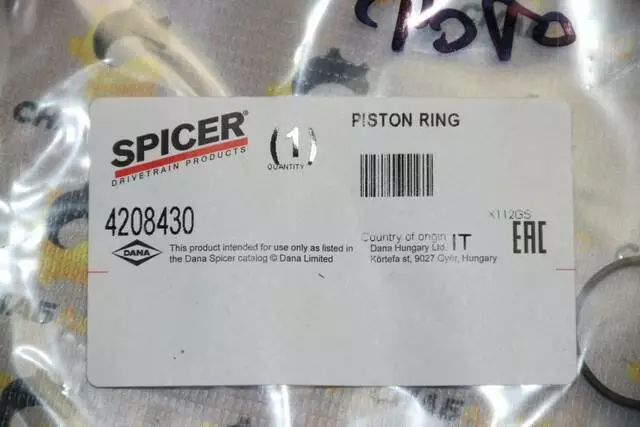 SPICER®
DRIVETRAIN PRODUCTS
(1)
QUANTITY
PISTON RING
4208430
X112GS
DANA
This product intended for use only as listed in
the Dana Spicer catalog © Dana Limited
Country of origin IT
Dana Hungary Ltd.
Körtefa st, 9027 Győr, Hungary
EAC